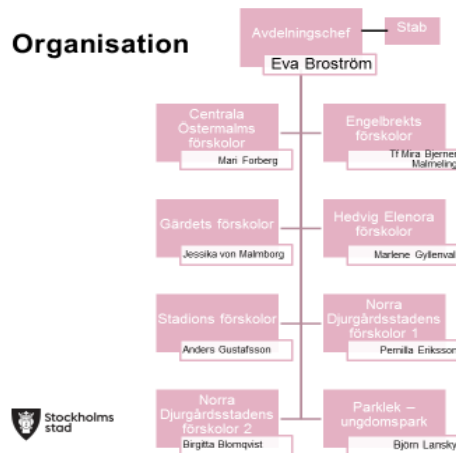 Organisation
Avdelningschef
Eva Broström
Stab
Centrala
Östermalms
förskolor
Mari Forberg
Engelbrekts
förskolor
Tf Mira Bjerner
Malmeling
Gärdets förskolor
Jessika von Malmborg
Hedvig Elenora
förskolor
Marlene Gyllenval
Stadions förskolor
Anders Gustafsson
Norra
Djurgårdsstadens
förskolor 1
Pernilla Eriksson
Norra
Djurgårdsstadens
förskolor 2
Birgitta Blomqvist
Parklek –
ungdomspark
Björn Lansky
Stockholms
stad